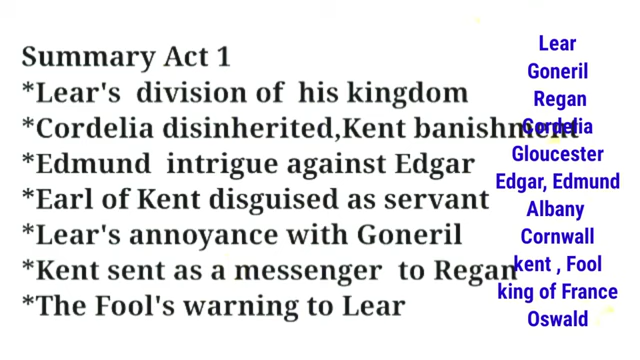 Summary Act 1
*Lear's division of his kingdom
*Cordelia disinherited,Kent banishment
*Edmund intrigue against Edgar
*Earl of Kent disguised as servant
*Lear's annoyance with Goneril
*Kent sent as a messenger to Regan
*The Fool's warning to Lear
Lear
Goneril
Regan
Cordelia
Gloucester
Edgar, Edmund
Albany
Cornwall
kent , Fool
king of France
Oswald